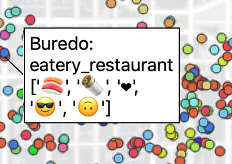 Buredo:
eatery_restaurant
['🍣', '🌯', '❤',
'😎', '🙃']